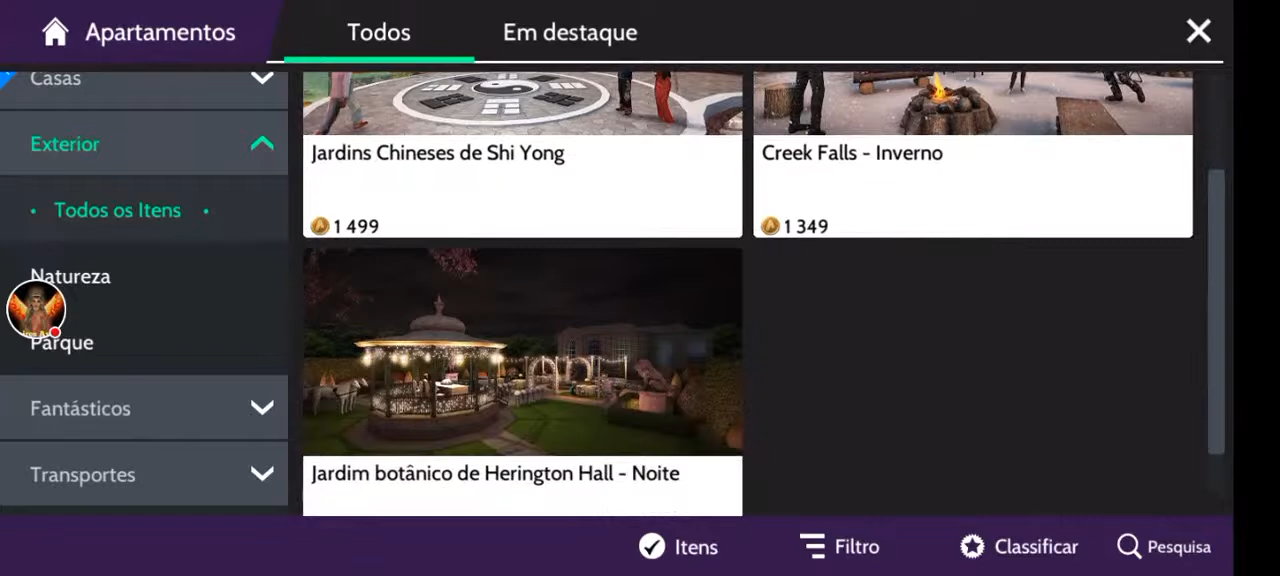 Apartamentos
Todos
Em destaque
Casas
Exterior
Todos os Itens
Natureza
Parque
Fantásticos
Transportes
Jardins Chineses de Shi Yong
1 499
Creek Falls - Inverno
1 349
Jardim botânico de Herington Hall - Noite
Itens
Filtro
Classificar
Pesquisa